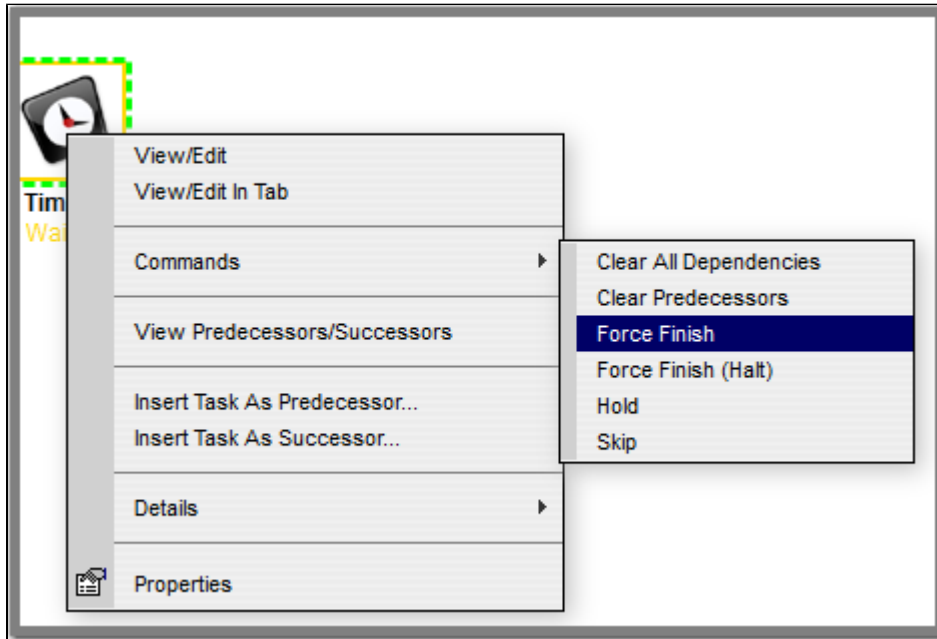 Tim
Wai
View/Edit
View/Edit In Tab
Commands
View Predecessors/Successors
Insert Task As Predecessor...
Insert Task As Successor...
Details
Properties
Clear All Dependencies
Clear Predecessors
Force Finish
Force Finish (Halt)
Hold
Skip